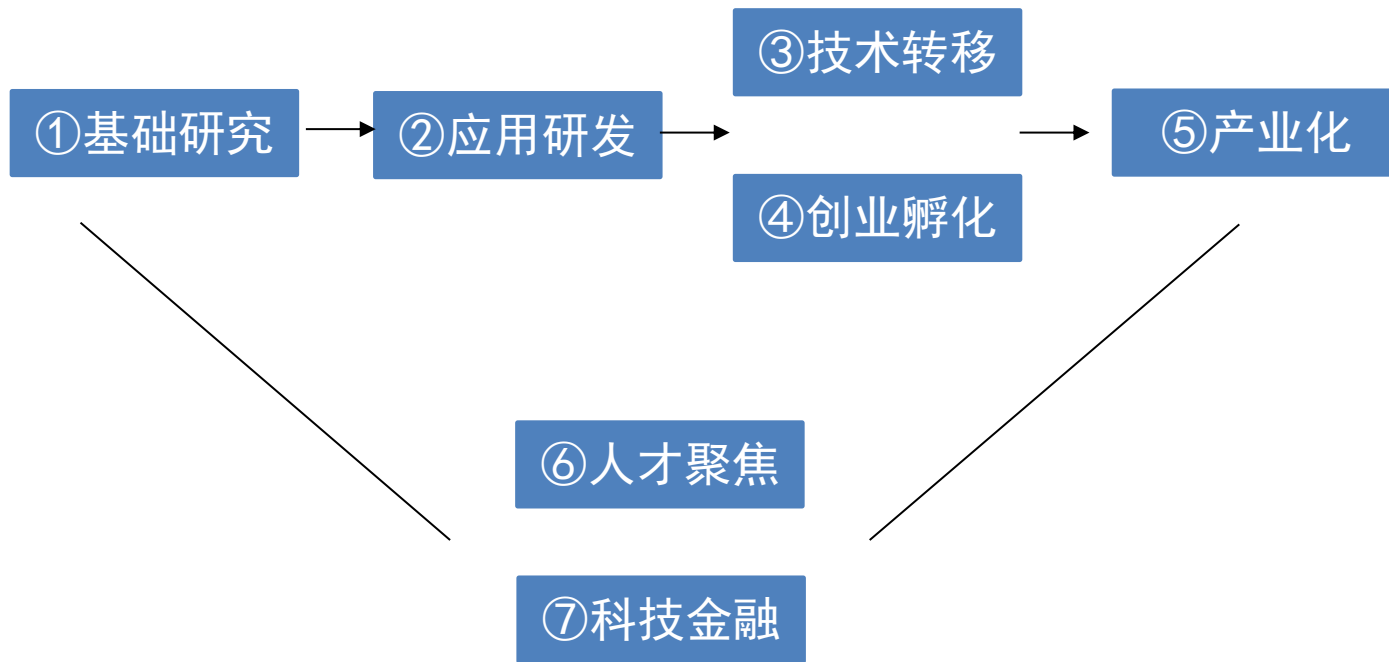 ③技术转移
①基础研究
②应用研发
⑤产业化
④创业孵化
⑥人才聚焦
⑦科技金融